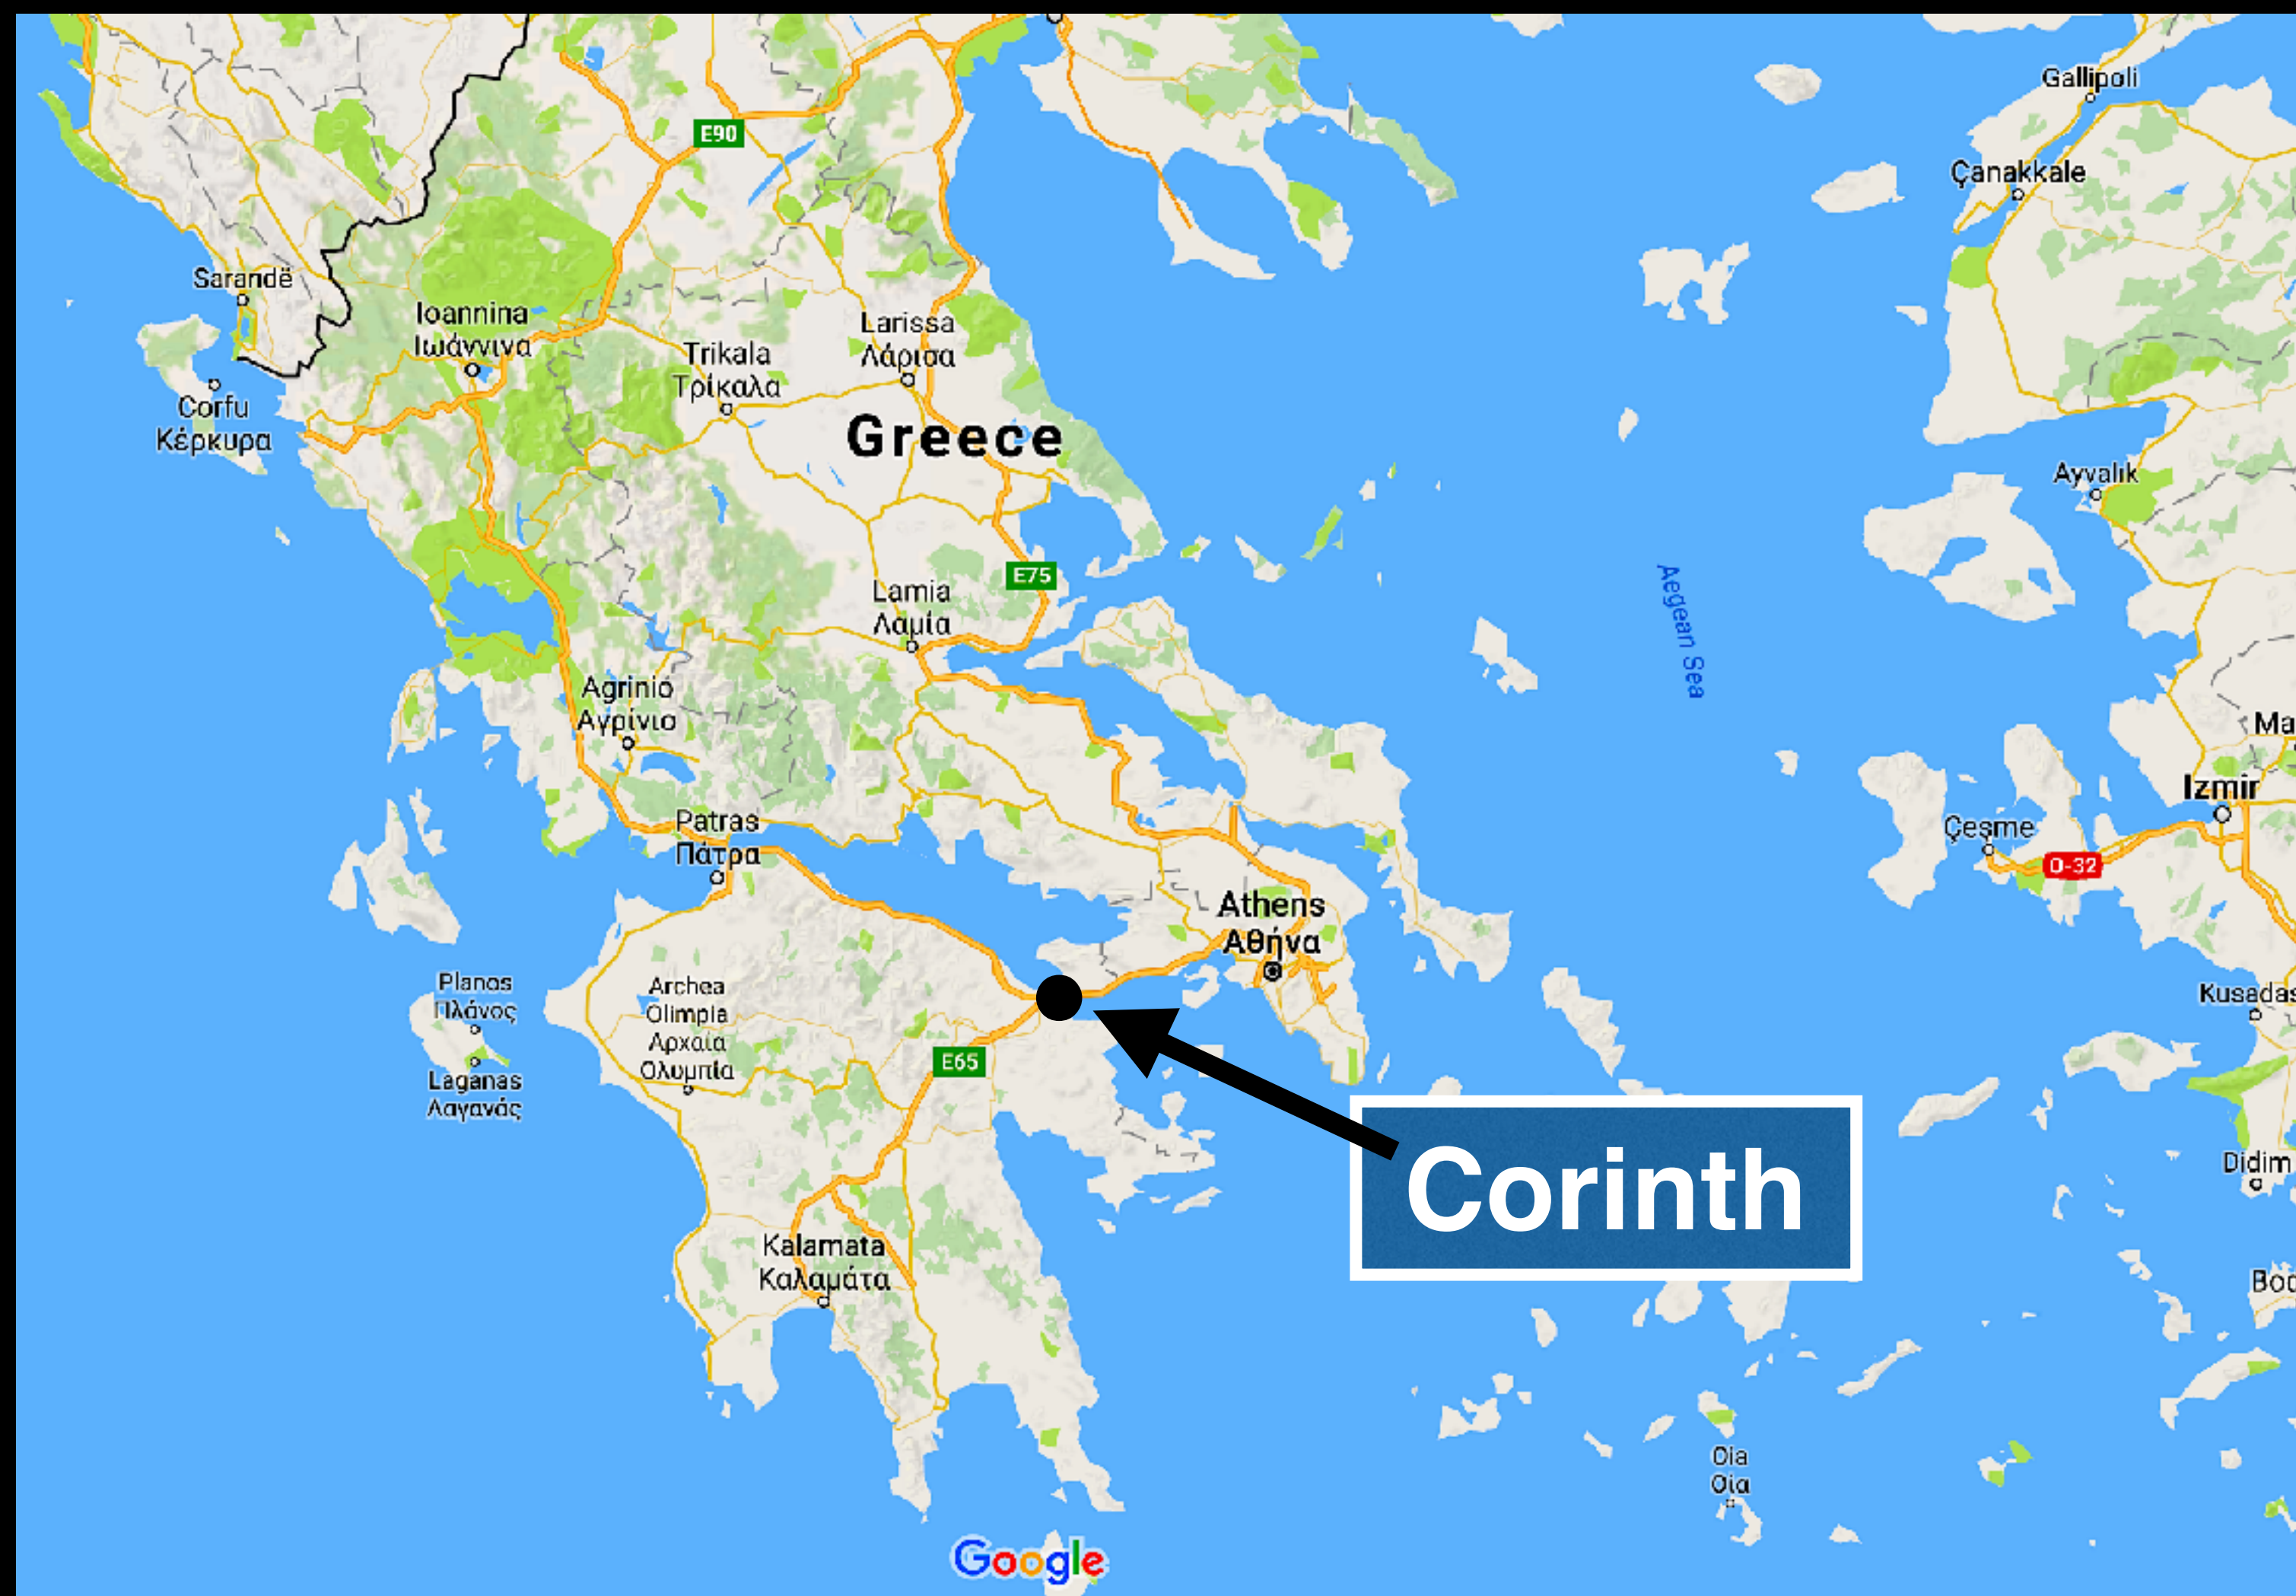 Gallipoli
E90
Çanakkale
Sarandë
Ioannina
Ιωάννινα
Larissa
Λάρισα
Trikala
Τρίκαλα
Corfu
Κέρκυρα
Greece
Ayvalık
E75
Lamia
Λαμία
Aegean Sea
Agrinio
Αγρίνιο
Ma
Izmir
Patras
Πάτρα
Çeşme
O-32
Athens
Αθήνα
Planos
Πλάνος
Archea
Olimpia
Αρχαία
Ολυμπία
Kusadas
E65
Laganas
Λαγανάς
Corinth
Didim
Kalamata
Καλαμάτα
Bod
Oia
Οία
Google